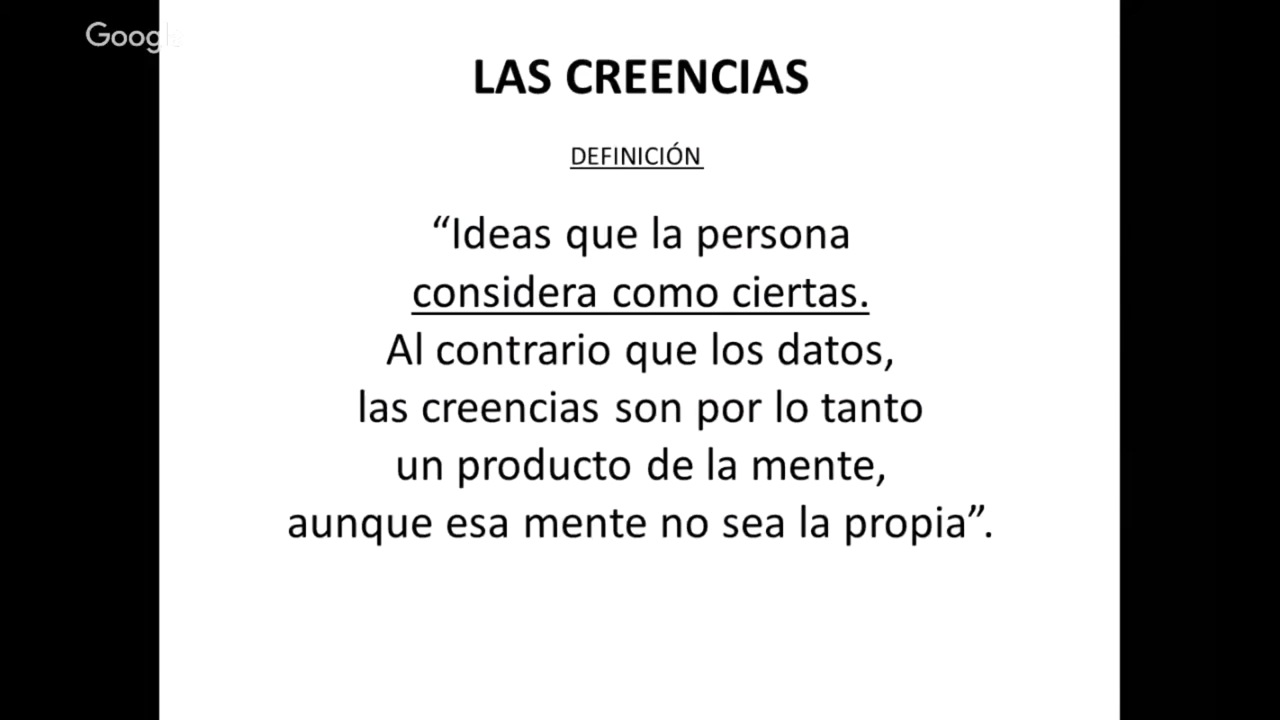 Google
LAS CREENCIAS
DEFINICIÓN
“Ideas que la persona
considera como ciertas.
Al contrario que los datos,
las creencias son por lo tanto
un producto de la mente,
aunque esa mente no sea la propia”.